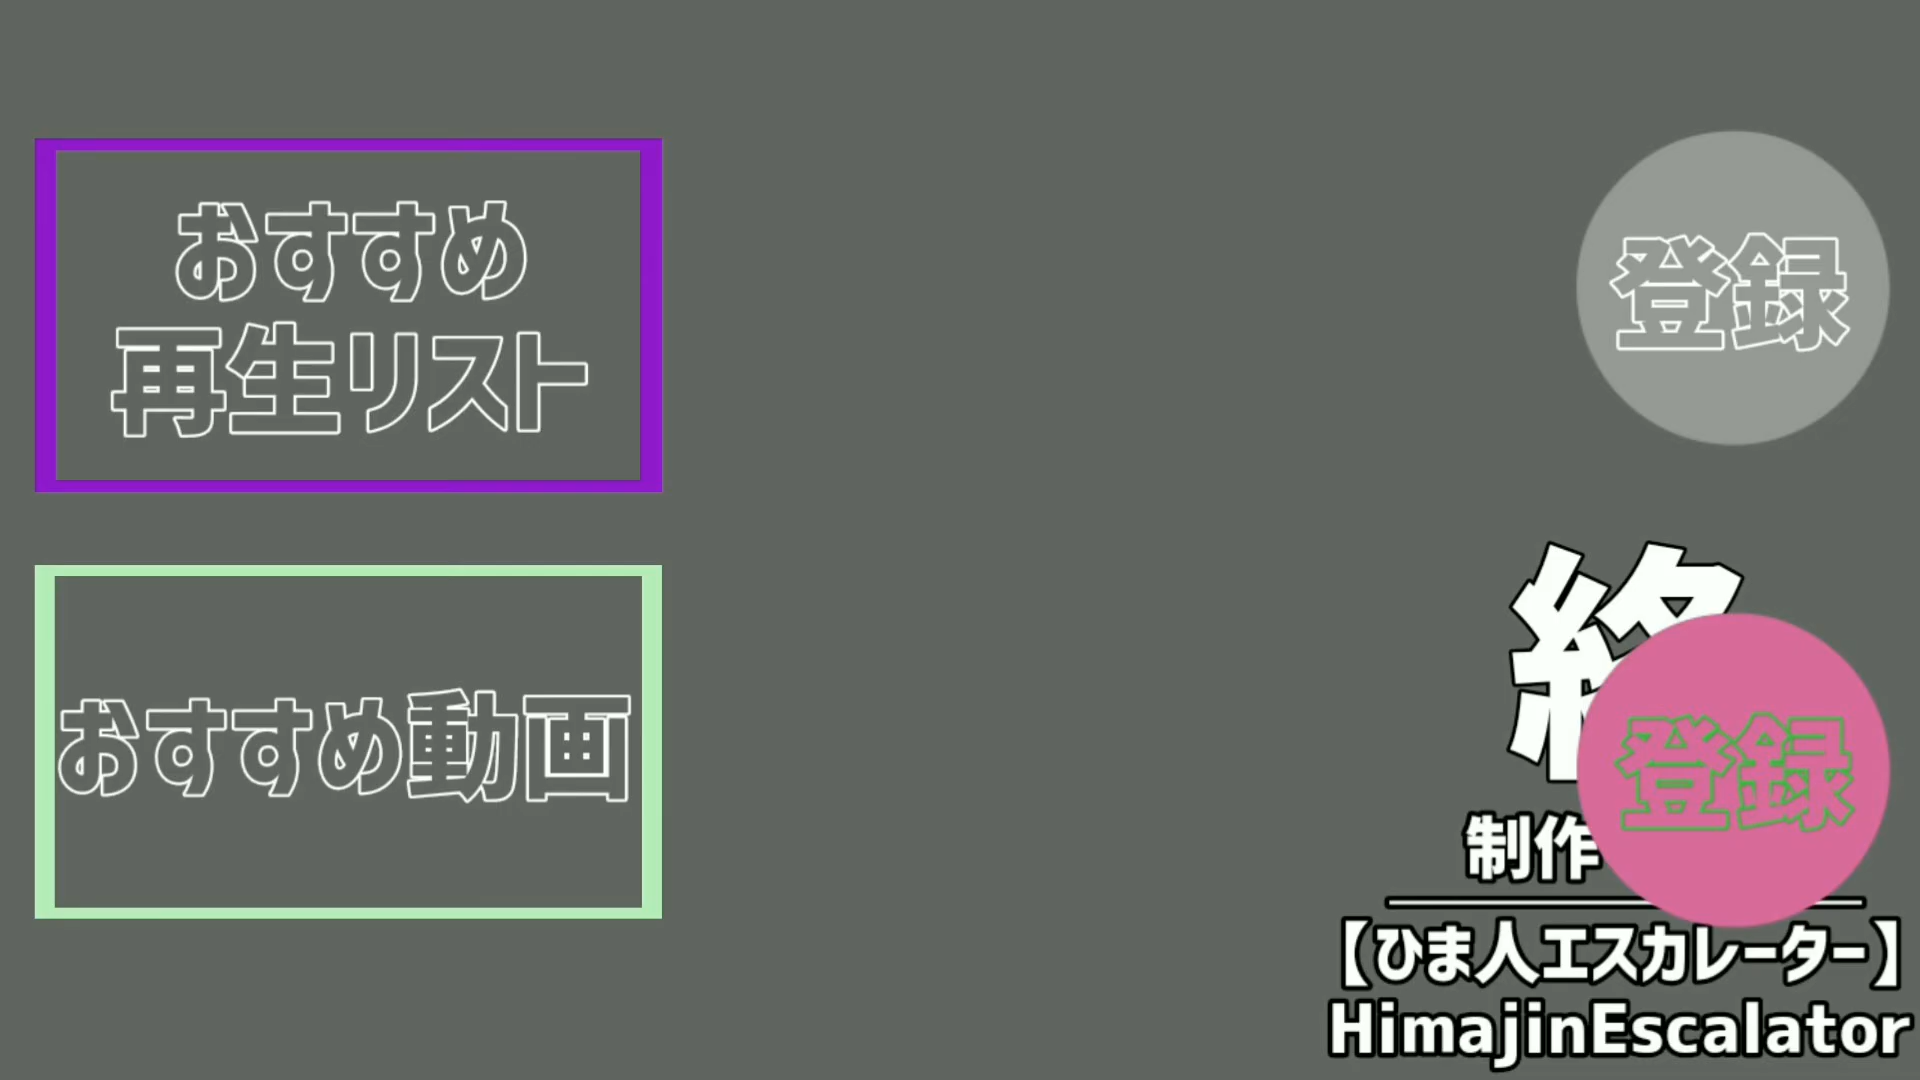 おすすめ
再生リスト
登録
おすすめ動画
終
登録
制作
【ひま人エスカレーター】
HimajinEscalator